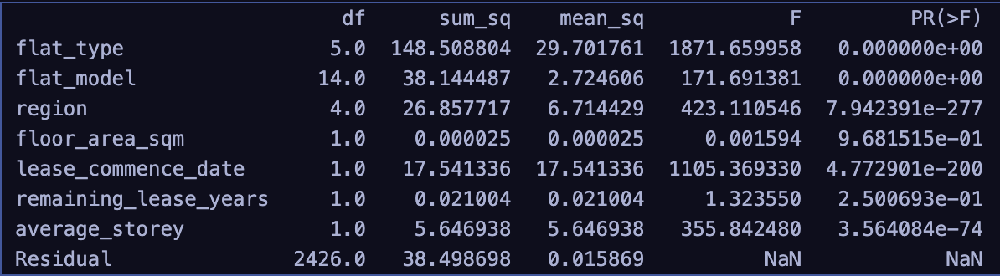 df sum_sq mean_sq F PR(>F)
flat_type 5.0 148.508804 29.701761 1871.659958 0.000000e+00
flat_model 14.0 38.144487 2.724606 171.691381 0.000000e+00
region 4.0 26.857717 6.714429 423.110546 7.942391e-277
floor_area_sqm 1.0 0.000025 0.000025 0.001594 9.681515e-01
lease_commence_date 1.0 17.541336 17.541336 1105.369330 4.772901e-200
remaining_lease_years 1.0 0.021004 0.021004 1.323550 2.500693e-01
average_storey 1.0 5.646938 5.646938 355.842480 3.564084e-74
Residual 2426.0 38.498698 0.015869 NaN NaN